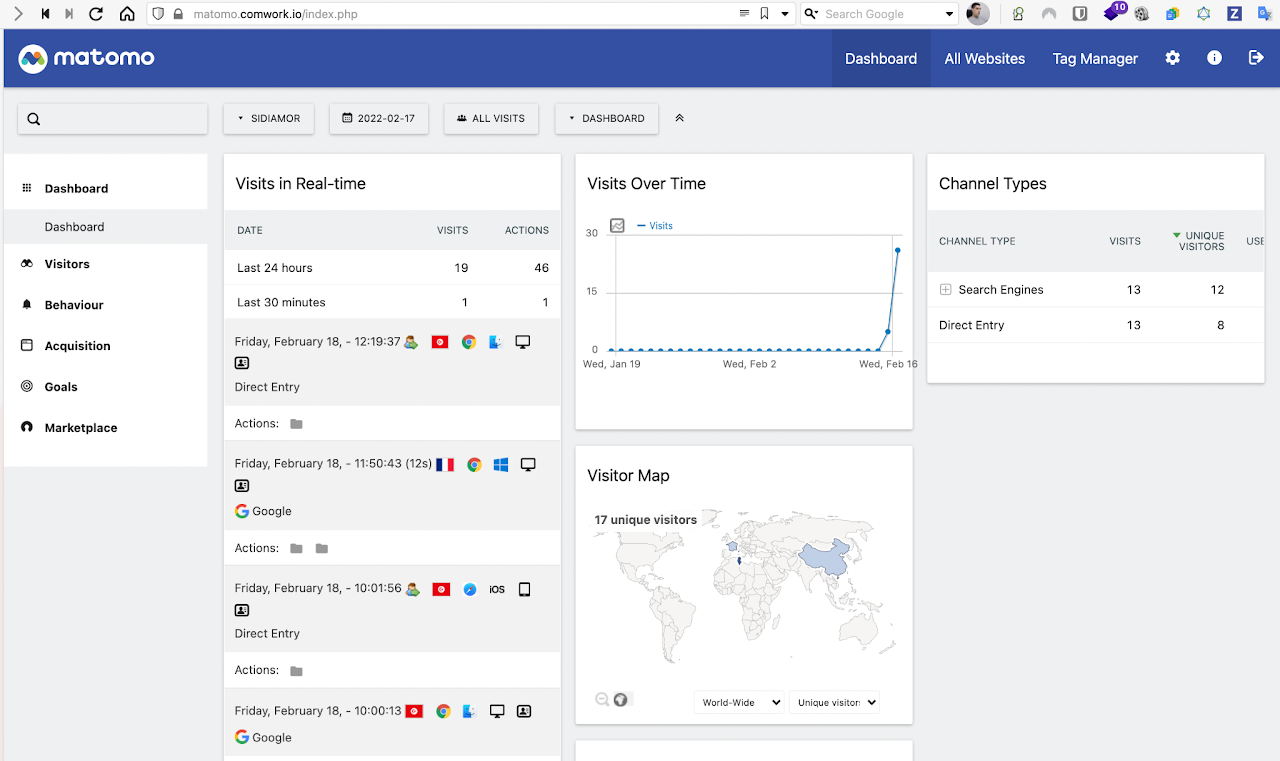 matomo.comwork.io/index.php
Search Google
10
matomo
Dashboard
All Websites
Tag Manager
SIDIAMOR
2022-02-17
ALL VISITS
DASHBOARD
Dashboard
Dashboard
Visitors
Behaviour
Acquisition
Goals
Marketplace
Visits in Real-time
DATE VISITS ACTIONS
Last 24 hours 19 46
Last 30 minutes 1 1
Friday, February 18, - 12:19:37
Direct Entry
Actions:
Friday, February 18, - 11:50:43 (12s)
Google
Actions:
Friday, February 18, - 10:01:56 iOS
Direct Entry
Actions:
Friday, February 18, - 10:00:13
Google
Visits Over Time
Visits
30
15
0
Wed, Jan 19 Wed, Feb 2 Wed, Feb 16
Visitor Map
17 unique visitors
World-Wide
Unique visitor
Channel Types
CHANNEL TYPE VISITS UNIQUE VISITORS USE
Search Engines 13 12
Direct Entry 13 8